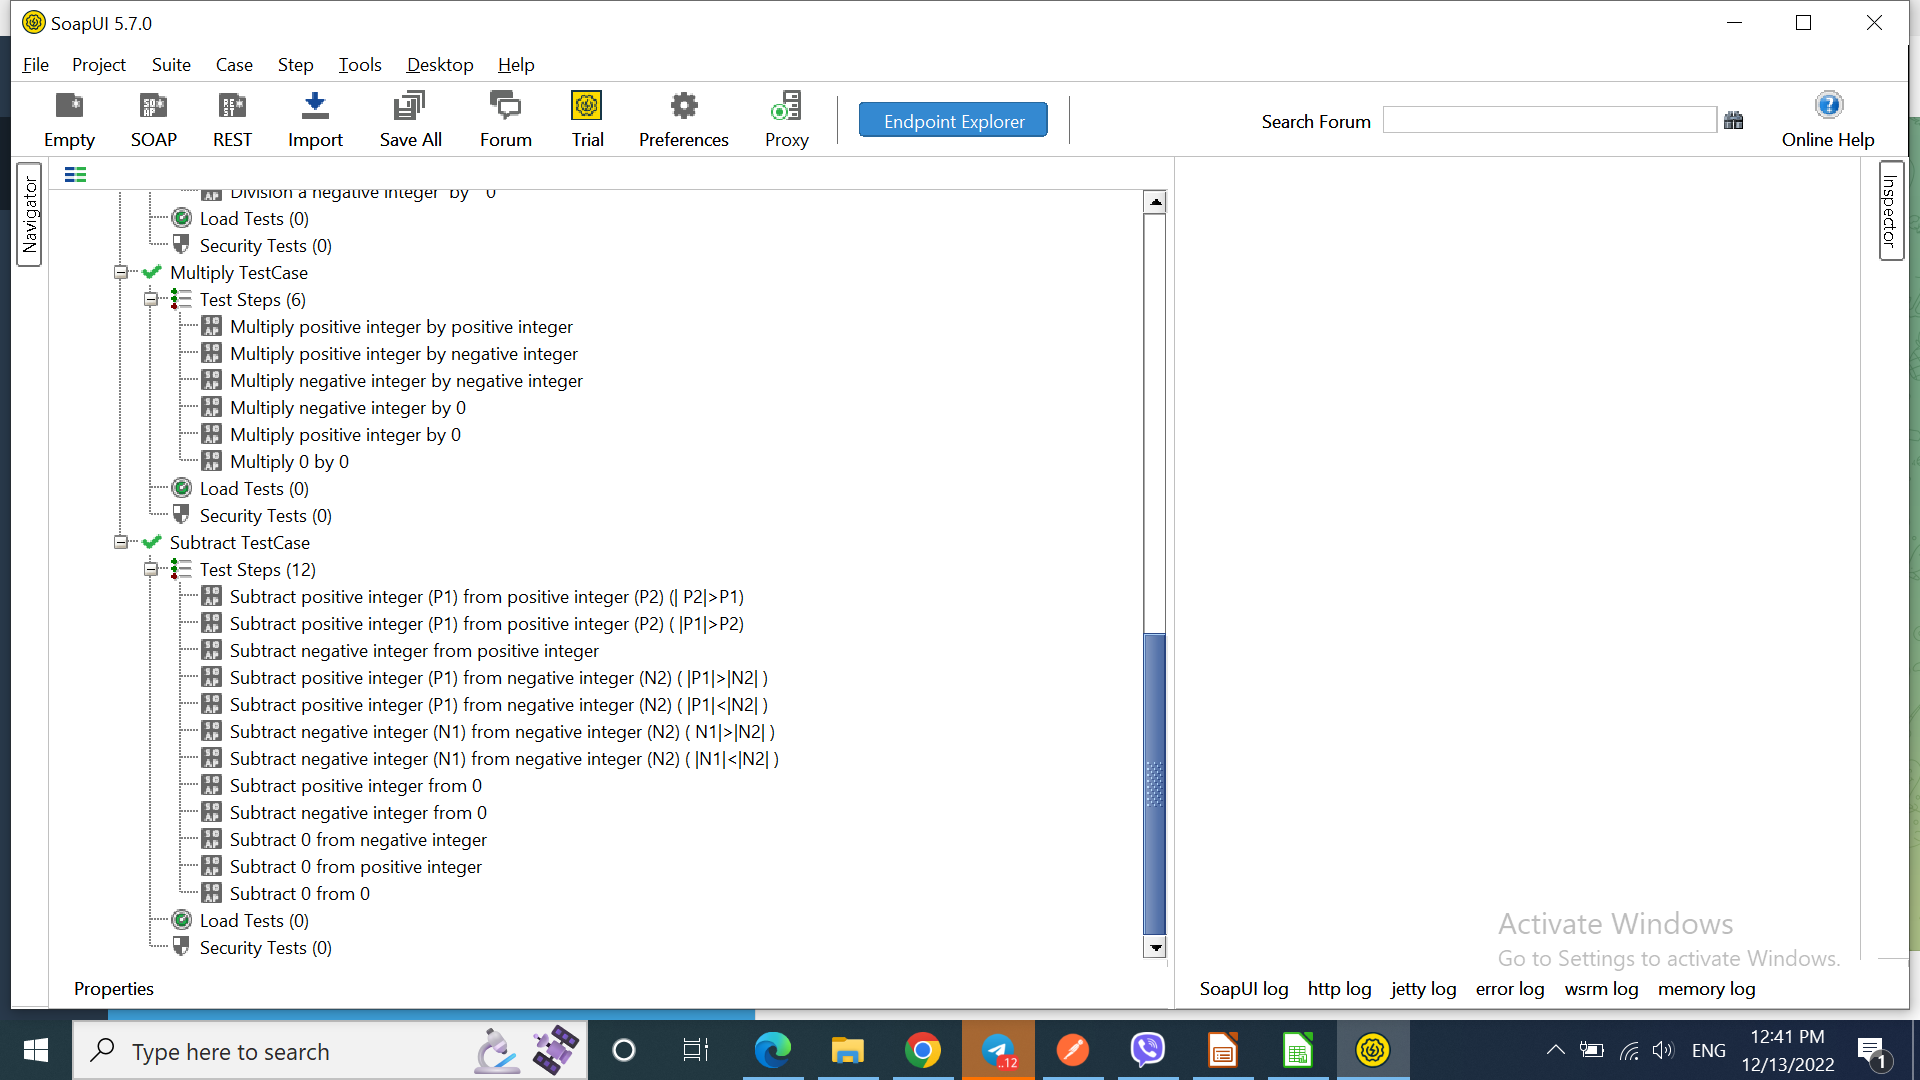 SoapUI 5.7.0
File Project Suite Case Step Tools Desktop Help
Empty SOAP REST Import Save All Forum Trial Preferences Proxy Endpoint Explorer Search Forum Online Help
Navigator
Inspector
Division a negative integer by 0
Load Tests (0)
Security Tests (0)
Multiply TestCase
Test Steps (6)
Multiply positive integer by positive integer
Multiply positive integer by negative integer
Multiply negative integer by negative integer
Multiply negative integer by 0
Multiply positive integer by 0
Multiply 0 by 0
Load Tests (0)
Security Tests (0)
Subtract TestCase
Test Steps (12)
Subtract positive integer (P1) from positive integer (P2) (| P2|>P1)
Subtract positive integer (P1) from positive integer (P2) ( |P1|>P2)
Subtract negative integer from positive integer
Subtract positive integer (P1) from negative integer (N2) ( |P1|>|N2| )
Subtract positive integer (P1) from negative integer (N2) ( |P1|<|N2| )
Subtract negative integer (N1) from negative integer (N2) ( N1|>|N2| )
Subtract negative integer (N1) from negative integer (N2) ( |N1|<|N2| )
Subtract positive integer from 0
Subtract negative integer from 0
Subtract 0 from negative integer
Subtract 0 from positive integer
Subtract 0 from 0
Load Tests (0)
Security Tests (0)
Activate Windows
Go to Settings to activate Windows.
Properties
SoapUI log http log jetty log error log wsrm log memory log
Type here to search
..12
ENG
12:41 PM
12/13/2022
1